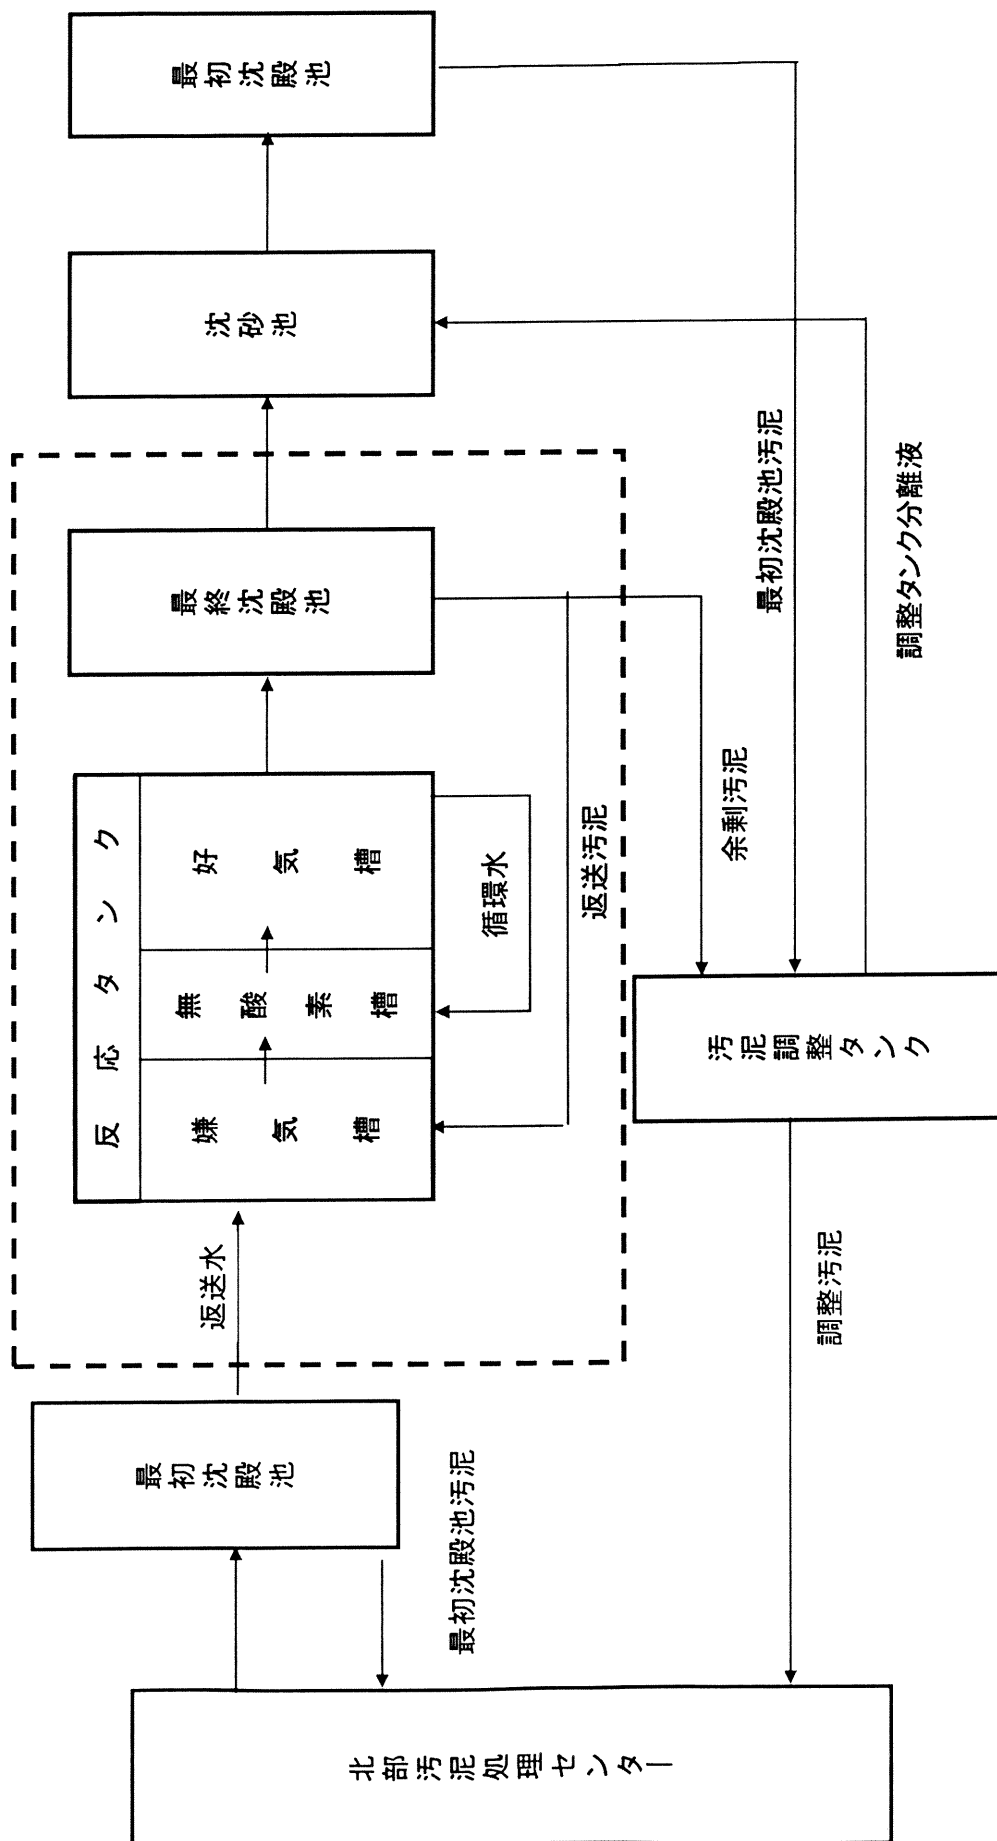 北部汚泥処理センター
最初沈殿池
最初沈殿池汚泥
返送水
反応タンク
嫌気槽
無酸素槽
好気槽
循環水
返送汚泥
最終沈殿池
沈砂池
最初沈殿池
余剰汚泥
最初沈殿池汚泥
調整タンク分離液
汚泥調整タンク
調整汚泥